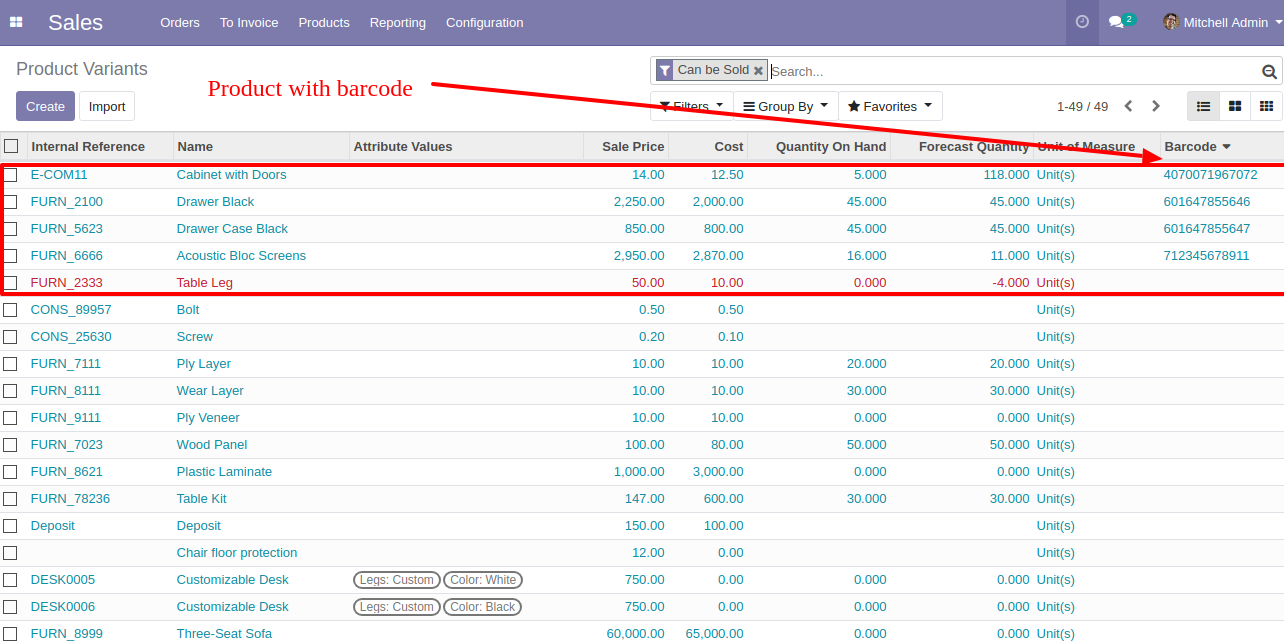 Sales Orders To Invoice Products Reporting Configuration 2 Mitchell Admin
Product Variants Can be Sold Search...
Product with barcode
Create Import Filters Group By Favorites 1-49 / 49
Internal Reference Name Attribute Values Sale Price Cost Quantity On Hand Forecast Quantity Unit of Measure Barcode
E-COM11 Cabinet with Doors 14.00 12.50 5.000 118.000 Unit(s) 4070071967072
FURN_2100 Drawer Black 2,250.00 2,000.00 45.000 45.000 Unit(s) 601647855646
FURN_5623 Drawer Case Black 850.00 800.00 45.000 45.000 Unit(s) 601647855647
FURN_6666 Acoustic Bloc Screens 2,950.00 2,870.00 16.000 11.000 Unit(s) 712345678911
FURN_2333 Table Leg 50.00 10.00 0.000 -4.000 Unit(s)
CONS_89957 Bolt 0.50 0.50 Unit(s)
CONS_25630 Screw 0.20 0.10 Unit(s)
FURN_7111 Ply Layer 10.00 10.00 20.000 20.000 Unit(s)
FURN_8111 Wear Layer 10.00 10.00 30.000 30.000 Unit(s)
FURN_9111 Ply Veneer 10.00 10.00 0.000 0.000 Unit(s)
FURN_7023 Wood Panel 100.00 80.00 50.000 50.000 Unit(s)
FURN_8621 Plastic Laminate 1,000.00 3,000.00 0.000 0.000 Unit(s)
FURN_78236 Table Kit 147.00 600.00 30.000 30.000 Unit(s)
Deposit Deposit 150.00 100.00 Unit(s)
Chair floor protection 12.00 0.00 Unit(s)
DESK0005 Customizable Desk Legs: Custom Color: White 750.00 0.00 0.000 0.000 Unit(s)
DESK0006 Customizable Desk Legs: Custom Color: Black 750.00 0.00 0.000 0.000 Unit(s)
FURN_8999 Three-Seat Sofa 60,000.00 65,000.00 0.000 0.000 Unit(s)